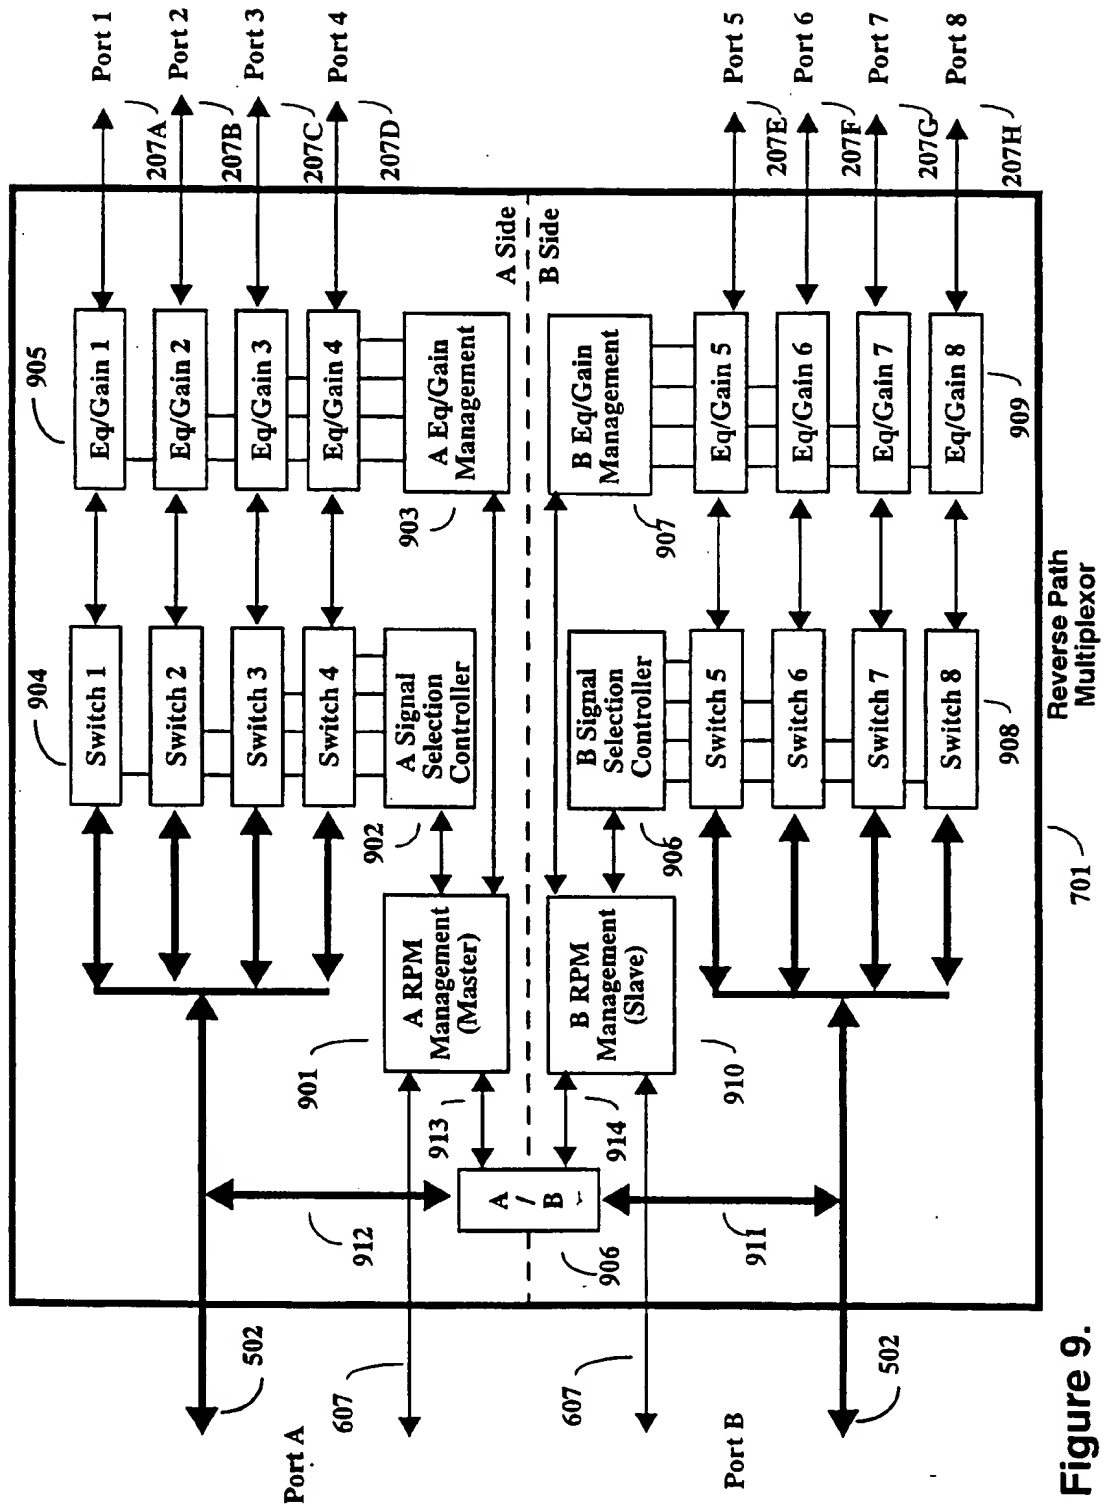 Port 1
Port 2
Port 3
Port 4
Port 5
Port 6
Port 7
Port 8
207A
207B
207C
207D
207E
207F
207G
207H
A Side
B Side
905
Eq/Gain 1
Eq/Gain 2
Eq/Gain 3
Eq/Gain 4
A Eq/Gain
Management
903
B Eq/Gain
Management
907
Eq/Gain 5
Eq/Gain 6
Eq/Gain 7
Eq/Gain 8
909
904
Switch 1
Switch 2
Switch 3
Switch 4
A Signal
Selection
Controller
902
B Signal
Selection
Controller
906
Switch 5
Switch 6
Switch 7
Switch 8
908
A RPM
Management
(Master)
901
913
B RPM
Management
(Slave)
910
914
A
/
B
906
912
911
502
607
Port A
607
Port B
502
701
Reverse Path
Multiplexor
Figure 9.